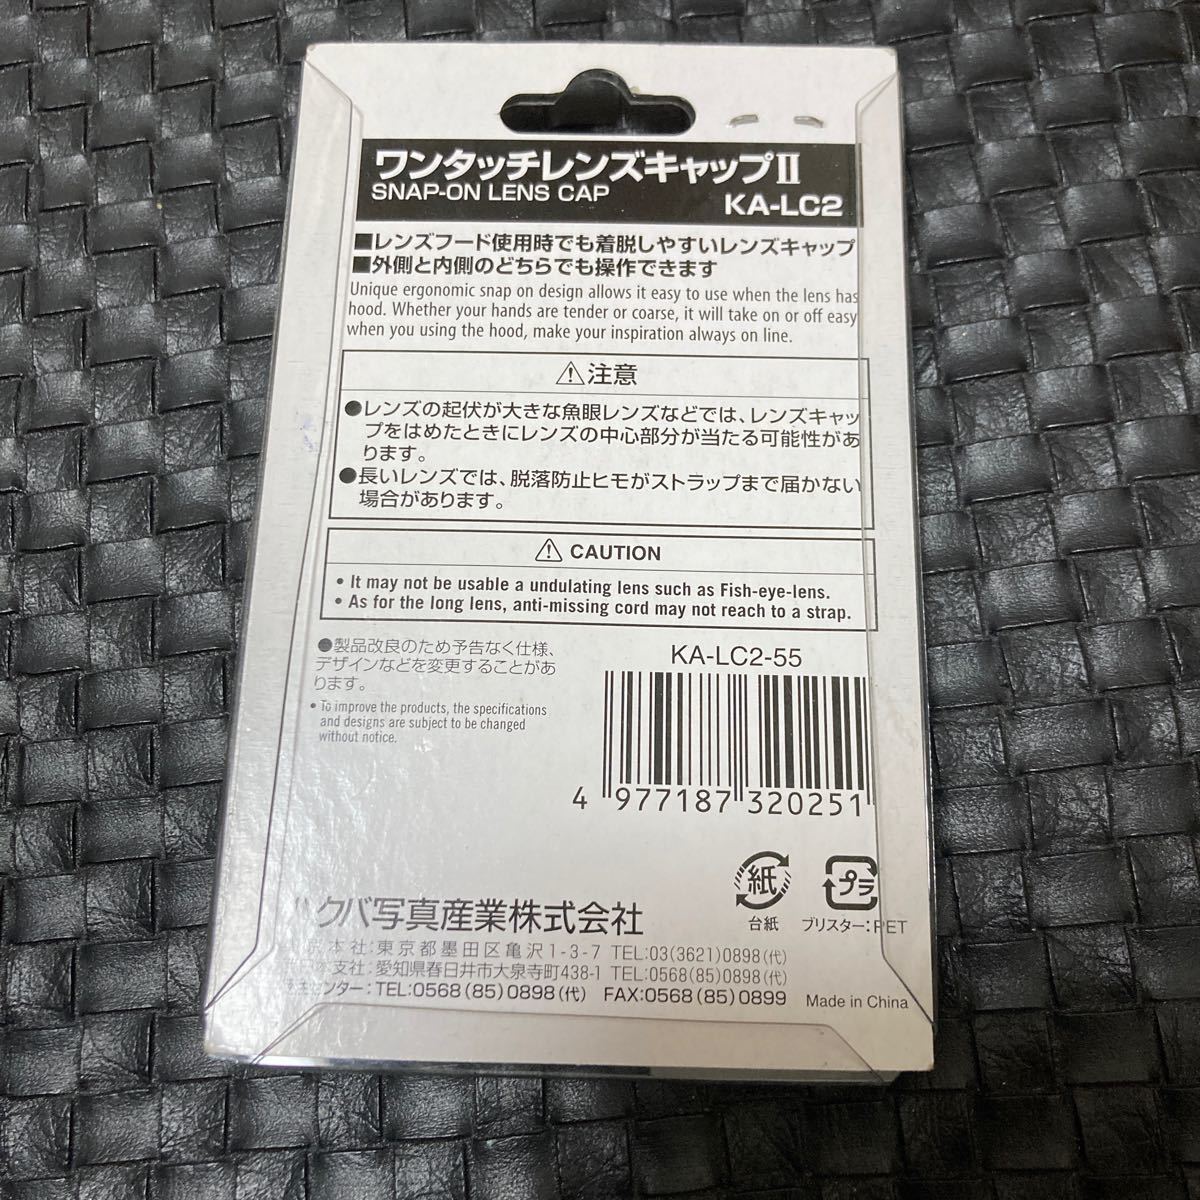 ワンタッチレンズキャップII
SNAP-ON LENS CAP
KA-LC2
■レンズフード使用時でも着脱しやすいレンズキャップ
■外側と内側のどちらでも操作できます
Unique ergonomic snap on design allows it easy to use when the lens has
hood. Whether your hands are tender or coarse, it will take on or off easy
when you using the hood, make your inspiration always on line.
⚠注意
●レンズの起伏が大きな魚眼レンズなどでは、レンズキャッ
プをはめたときにレンズの中心部分が当たる可能性があ
ります。
●長いレンズでは、脱落防止ヒモがストラップまで届かない
場合があります。
⚠ CAUTION
• It may not be usable a undulating lens such as Fish-eye-lens.
• As for the long lens, anti-missing cord may not reach to a strap.
●製品改良のため予告なく仕様、
デザインなどを変更することがあ
ります。
• To improve the products, the specifications
and designs are subject to be changed
without notice.
KA-LC2-55
4 977187 320251
紙
台紙
プラ
ブリスター:PET
ハクバ写真産業株式会社
本社:東京都墨田区亀沢1-3-7 TEL:03(3621)0898(代)
本支社:愛知県春日井市大泉寺町438-1 TEL:0568(85)0898(代)
センター:TEL:0568(85)0898(代) FAX:0568(85)0899
Made in China